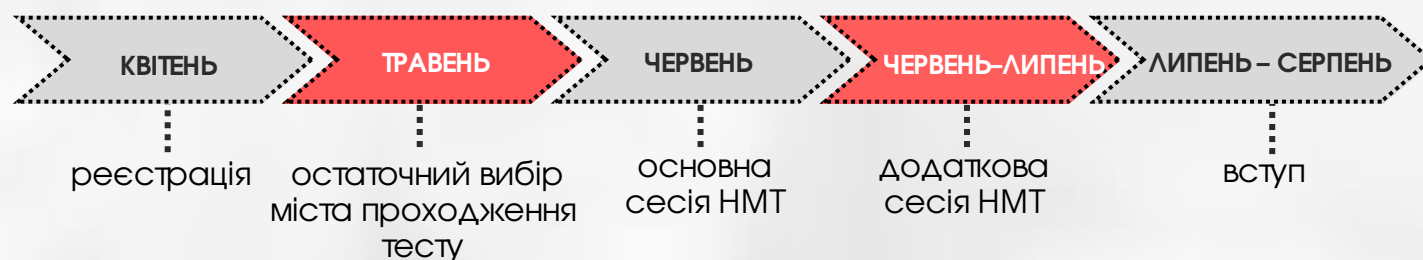 КВІТЕНЬ
ТРАВЕНЬ
ЧЕРВЕНЬ
ЧЕРВЕНЬ–ЛИПЕНЬ
ЛИПЕНЬ – СЕРПЕНЬ
реєстрація
остаточний вибір
міста проходження
тесту
основна
сесія НМТ
додаткова
сесія НМТ
вступ